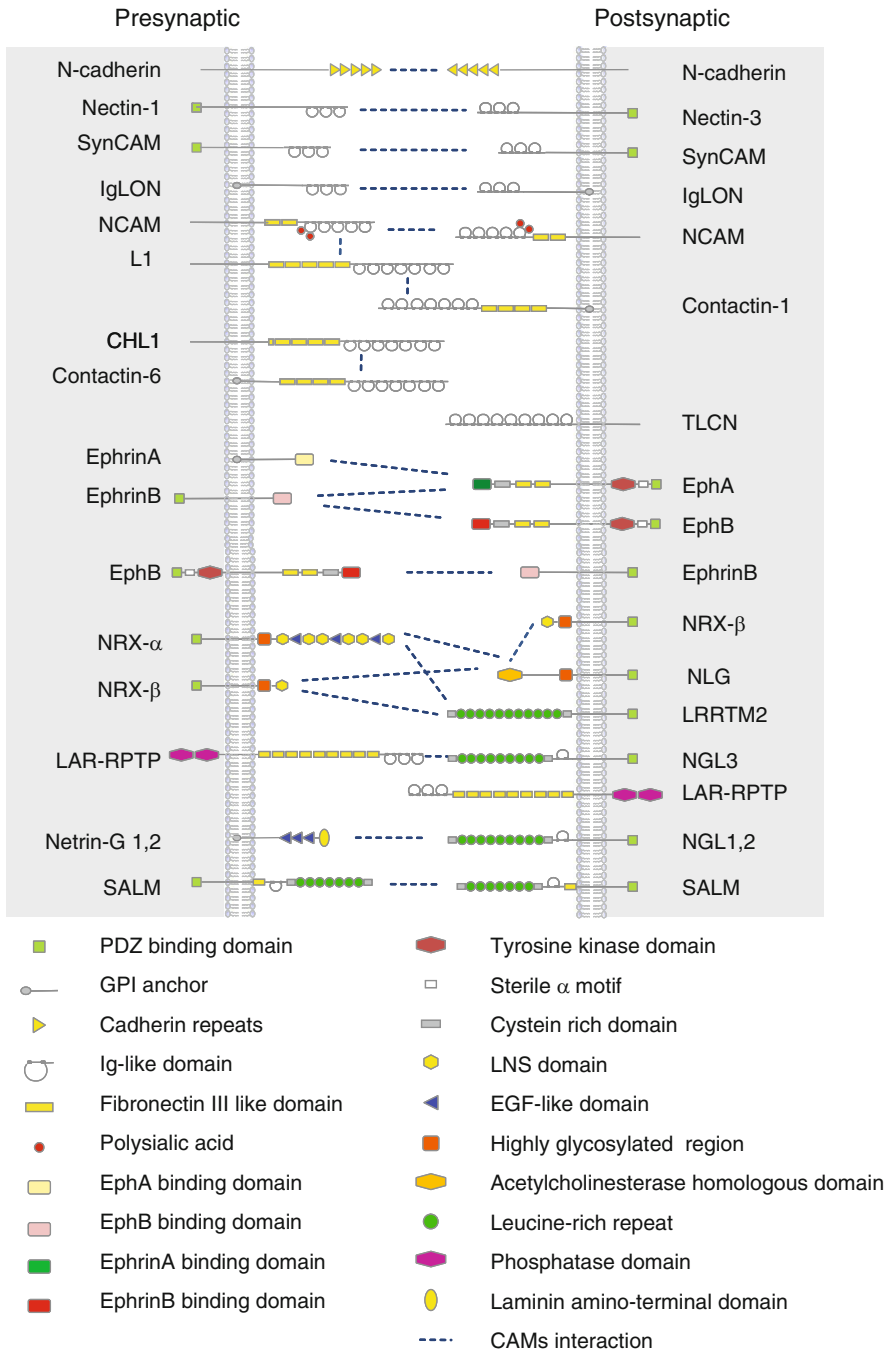 Presynaptic Postsynaptic
N-cadherin N-cadherin
Nectin-1 Nectin-3
SynCAM SynCAM
IgLON IgLON
NCAM NCAM
L1 Contactin-1
CHL1
Contactin-6
TLCN
EphrinA EphA
EphrinB EphB
EphB EphrinB
NRX-α NRX-β
NRX-β NLG
LRRTM2
LAR-RPTP NGL3
LAR-RPTP
Netrin-G 1,2 NGL1,2
SALM SALM
PDZ binding domain Tyrosine kinase domain
GPI anchor Sterile α motif
Cadherin repeats Cystein rich domain
Ig-like domain LNS domain
Fibronectin III like domain EGF-like domain
Polysialic acid Highly glycosylated region
EphA binding domain Acetylcholinesterase homologous domain
EphB binding domain Leucine-rich repeat
EphrinA binding domain Phosphatase domain
EphrinB binding domain Laminin amino-terminal domain
CAMs interaction